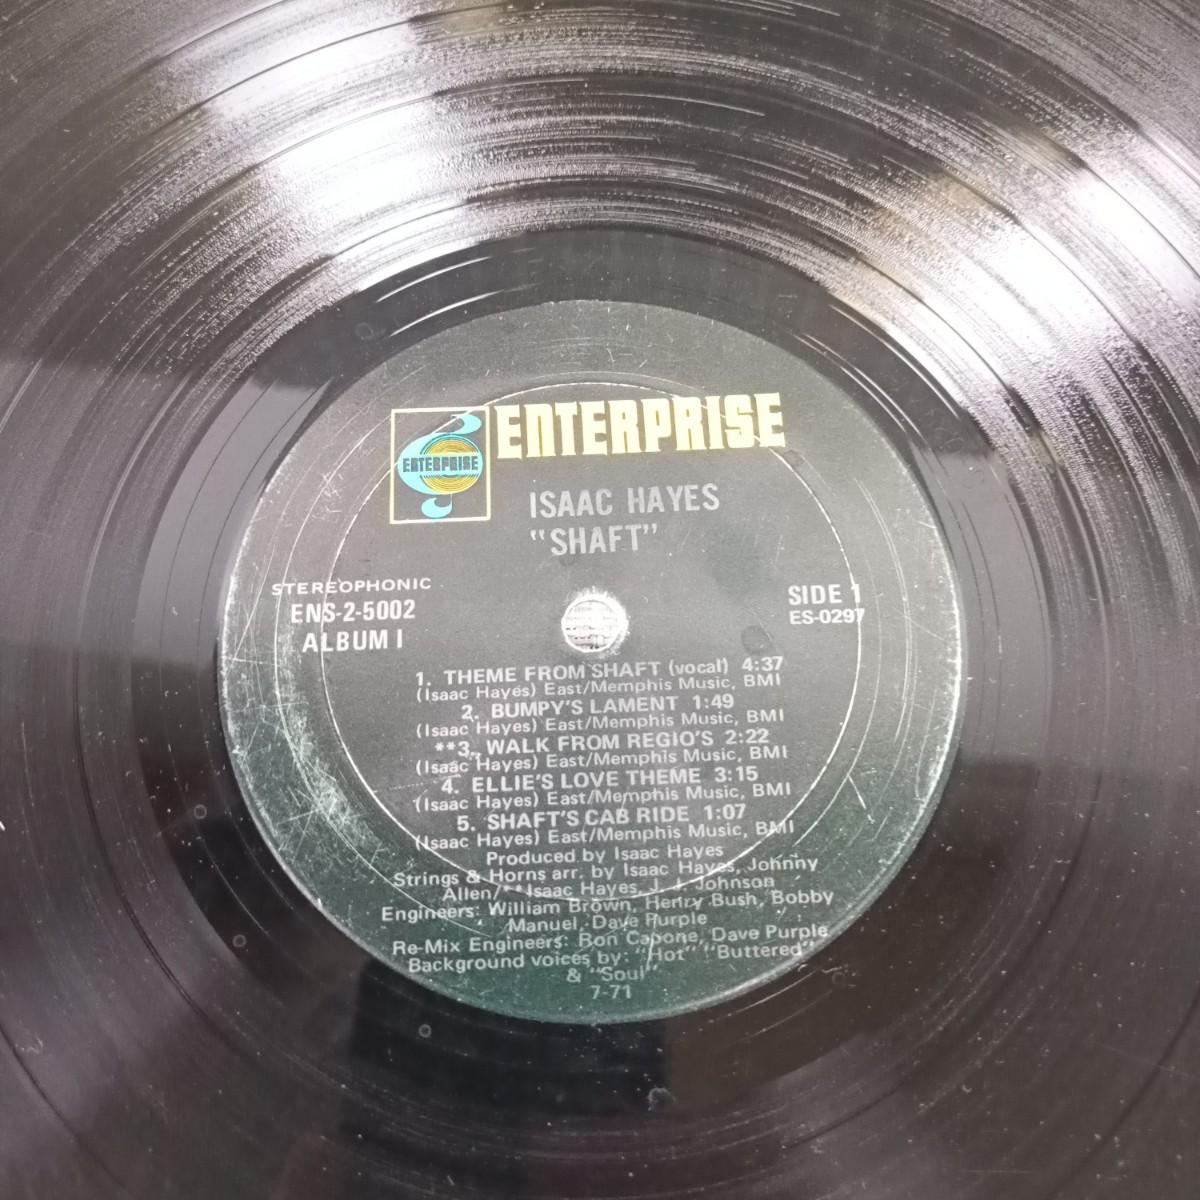 ENTERPRISE
ENTERPRISE
ISAAC HAYES
"SHAFT"
STEREOPHONIC
ENS-2-5002
ALBUM I
SIDE 1
ES-0297
1. THEME FROM SHAFT (vocal) 4:37
(Isaac Hayes) East/Memphis Music, BMI
2. BUMPY'S LAMENT 1:49
(Isaac Hayes) East/Memphis Music, BMI
**3. WALK FROM REGIO'S 2:22
(Isaac Hayes) East/Memphis Music, BMI
4. ELLIE'S LOVE THEME 3:15
(Isaac Hayes) East/Memphis Music, BMI
5. SHAFT'S CAB RIDE 1:07
(Isaac Hayes) East/Memphis Music, BMI
Produced by Isaac Hayes
Strings & Horns arr. by Isaac Hayes, Johnny
Allen/**Isaac Hayes, J. J. Johnson
Engineers: William Brown, Henry Bush, Bobby
Manuel, Dave Purple
Re-Mix Engineers: Ron Capone, Dave Purple
Background voices by: "Hot" "Buttered"
& "Soul"
7-71